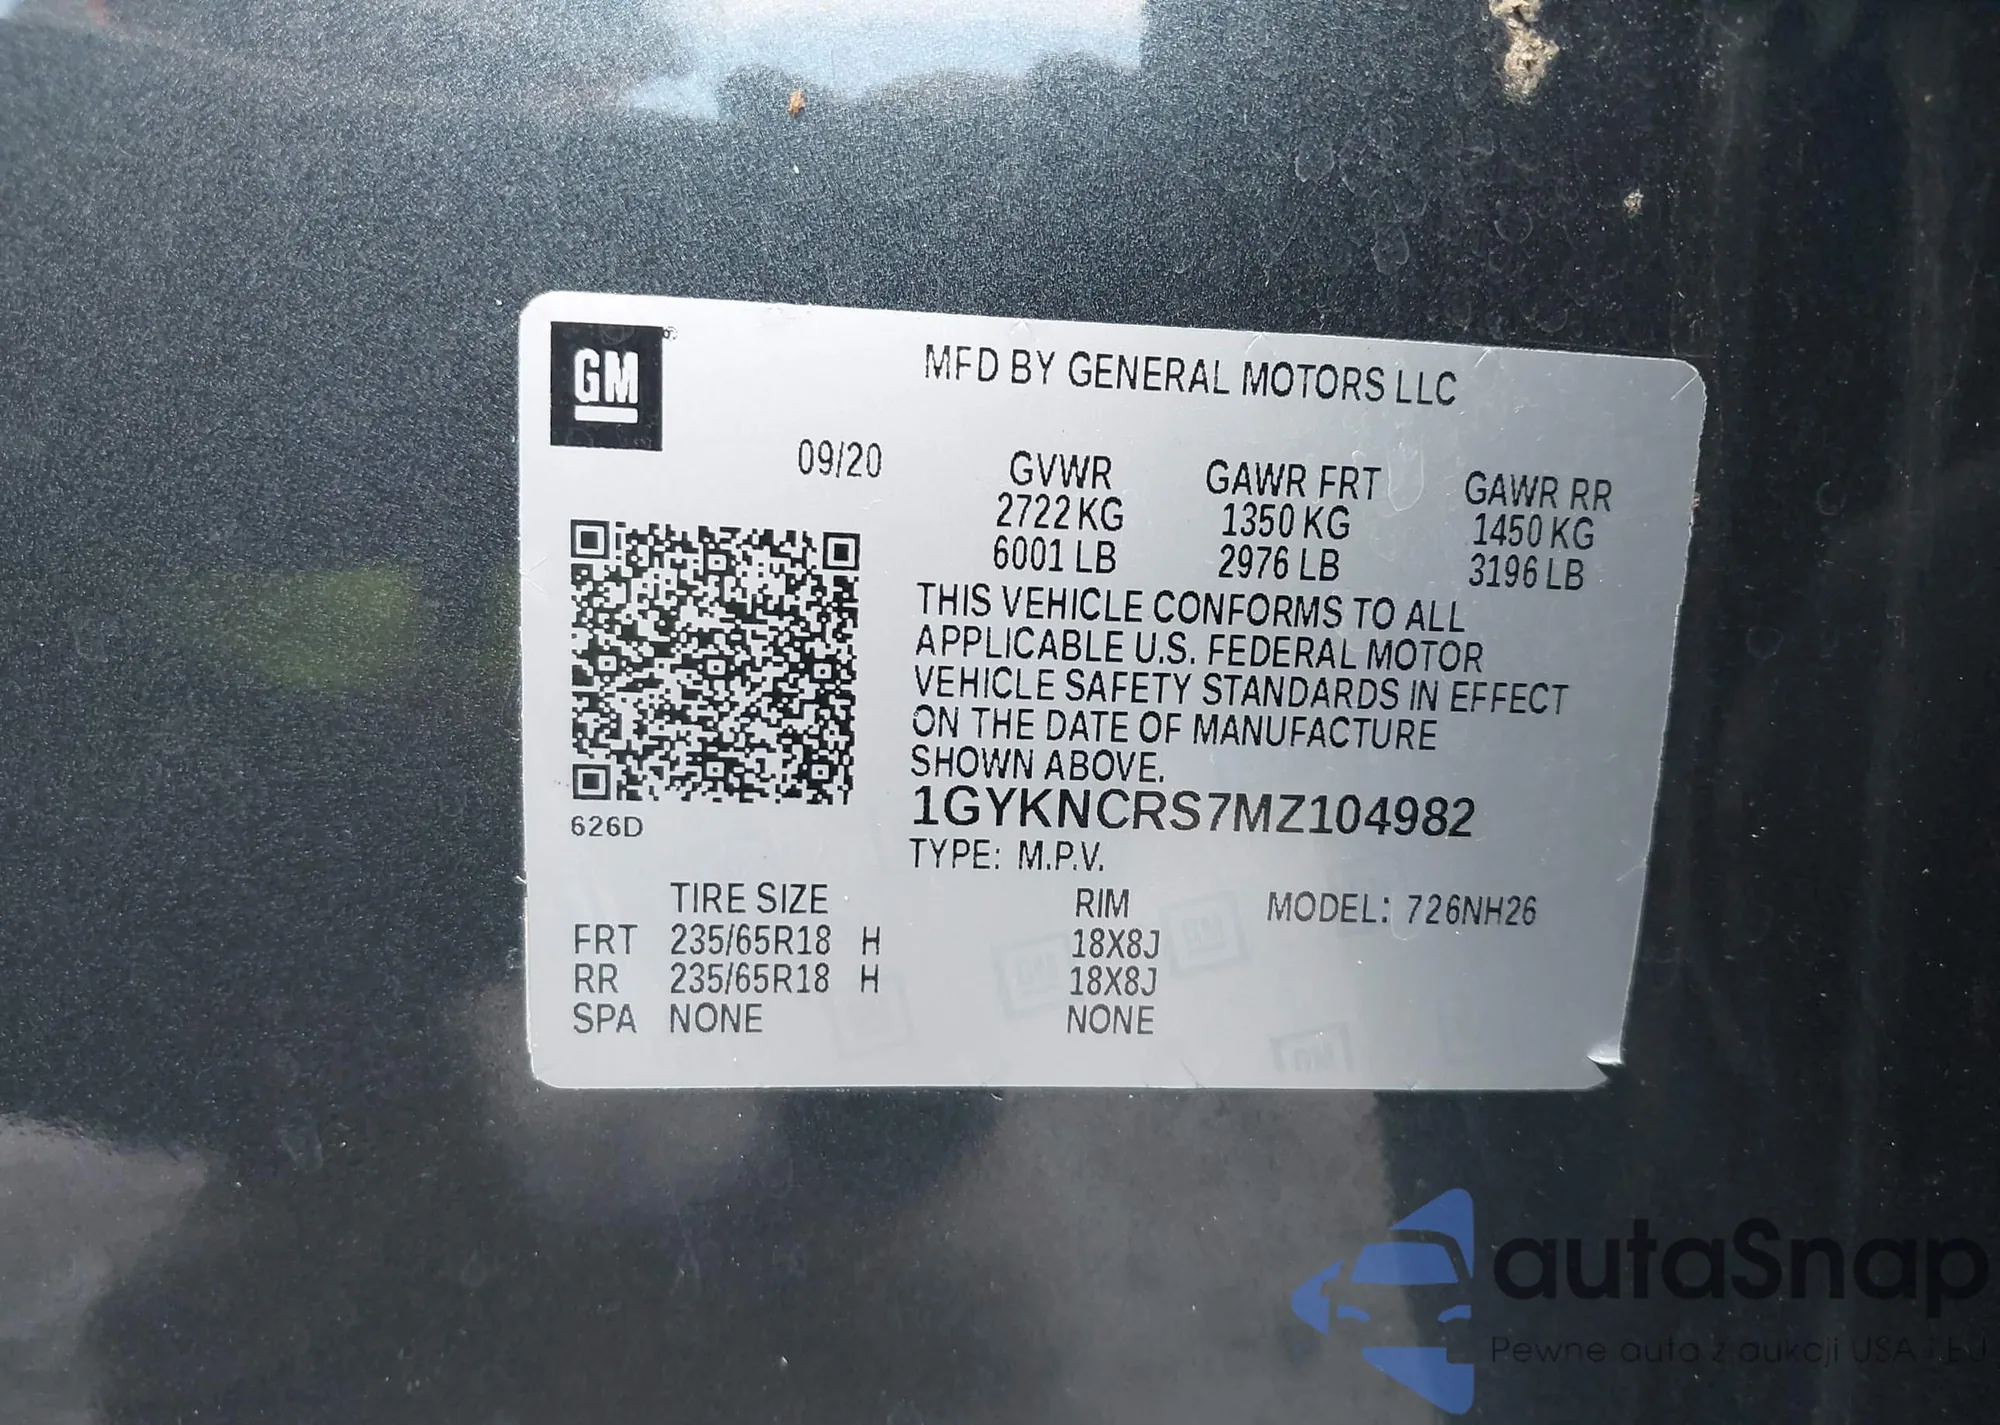 GM
MFD BY GENERAL MOTORS LLC
09/20
GVWR GAWR FRT GAWR RR
2722 KG 1350 KG 1450 KG
6001 LB 2976 LB 3196 LB
THIS VEHICLE CONFORMS TO ALL
APPLICABLE U.S. FEDERAL MOTOR
VEHICLE SAFETY STANDARDS IN EFFECT
ON THE DATE OF MANUFACTURE
SHOWN ABOVE.
1GYKNCRS7MZ104982
626D
TYPE: M.P.V.
TIRE SIZE RIM MODEL: 726NH26
FRT 235/65R18 H 18X8J
RR 235/65R18 H 18X8J
SPA NONE NONE
autaSnap
Pewne auta z aukcji USA i EU